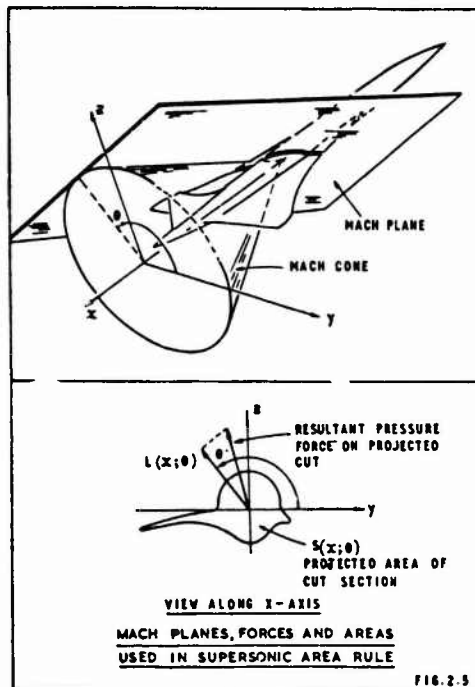 z
θ
MACH PLANE
MACH CONE
x
y
z
RESULTANT PRESSURE
FORCE ON PROJECTED
CUT
L(x;θ)
θ
y
S(x;θ)
PROJECTED AREA OF
CUT SECTION
VIEW ALONG X-AXIS
MACH PLANES, FORCES AND AREAS
USED IN SUPERSONIC AREA RULE
FIG.2.5